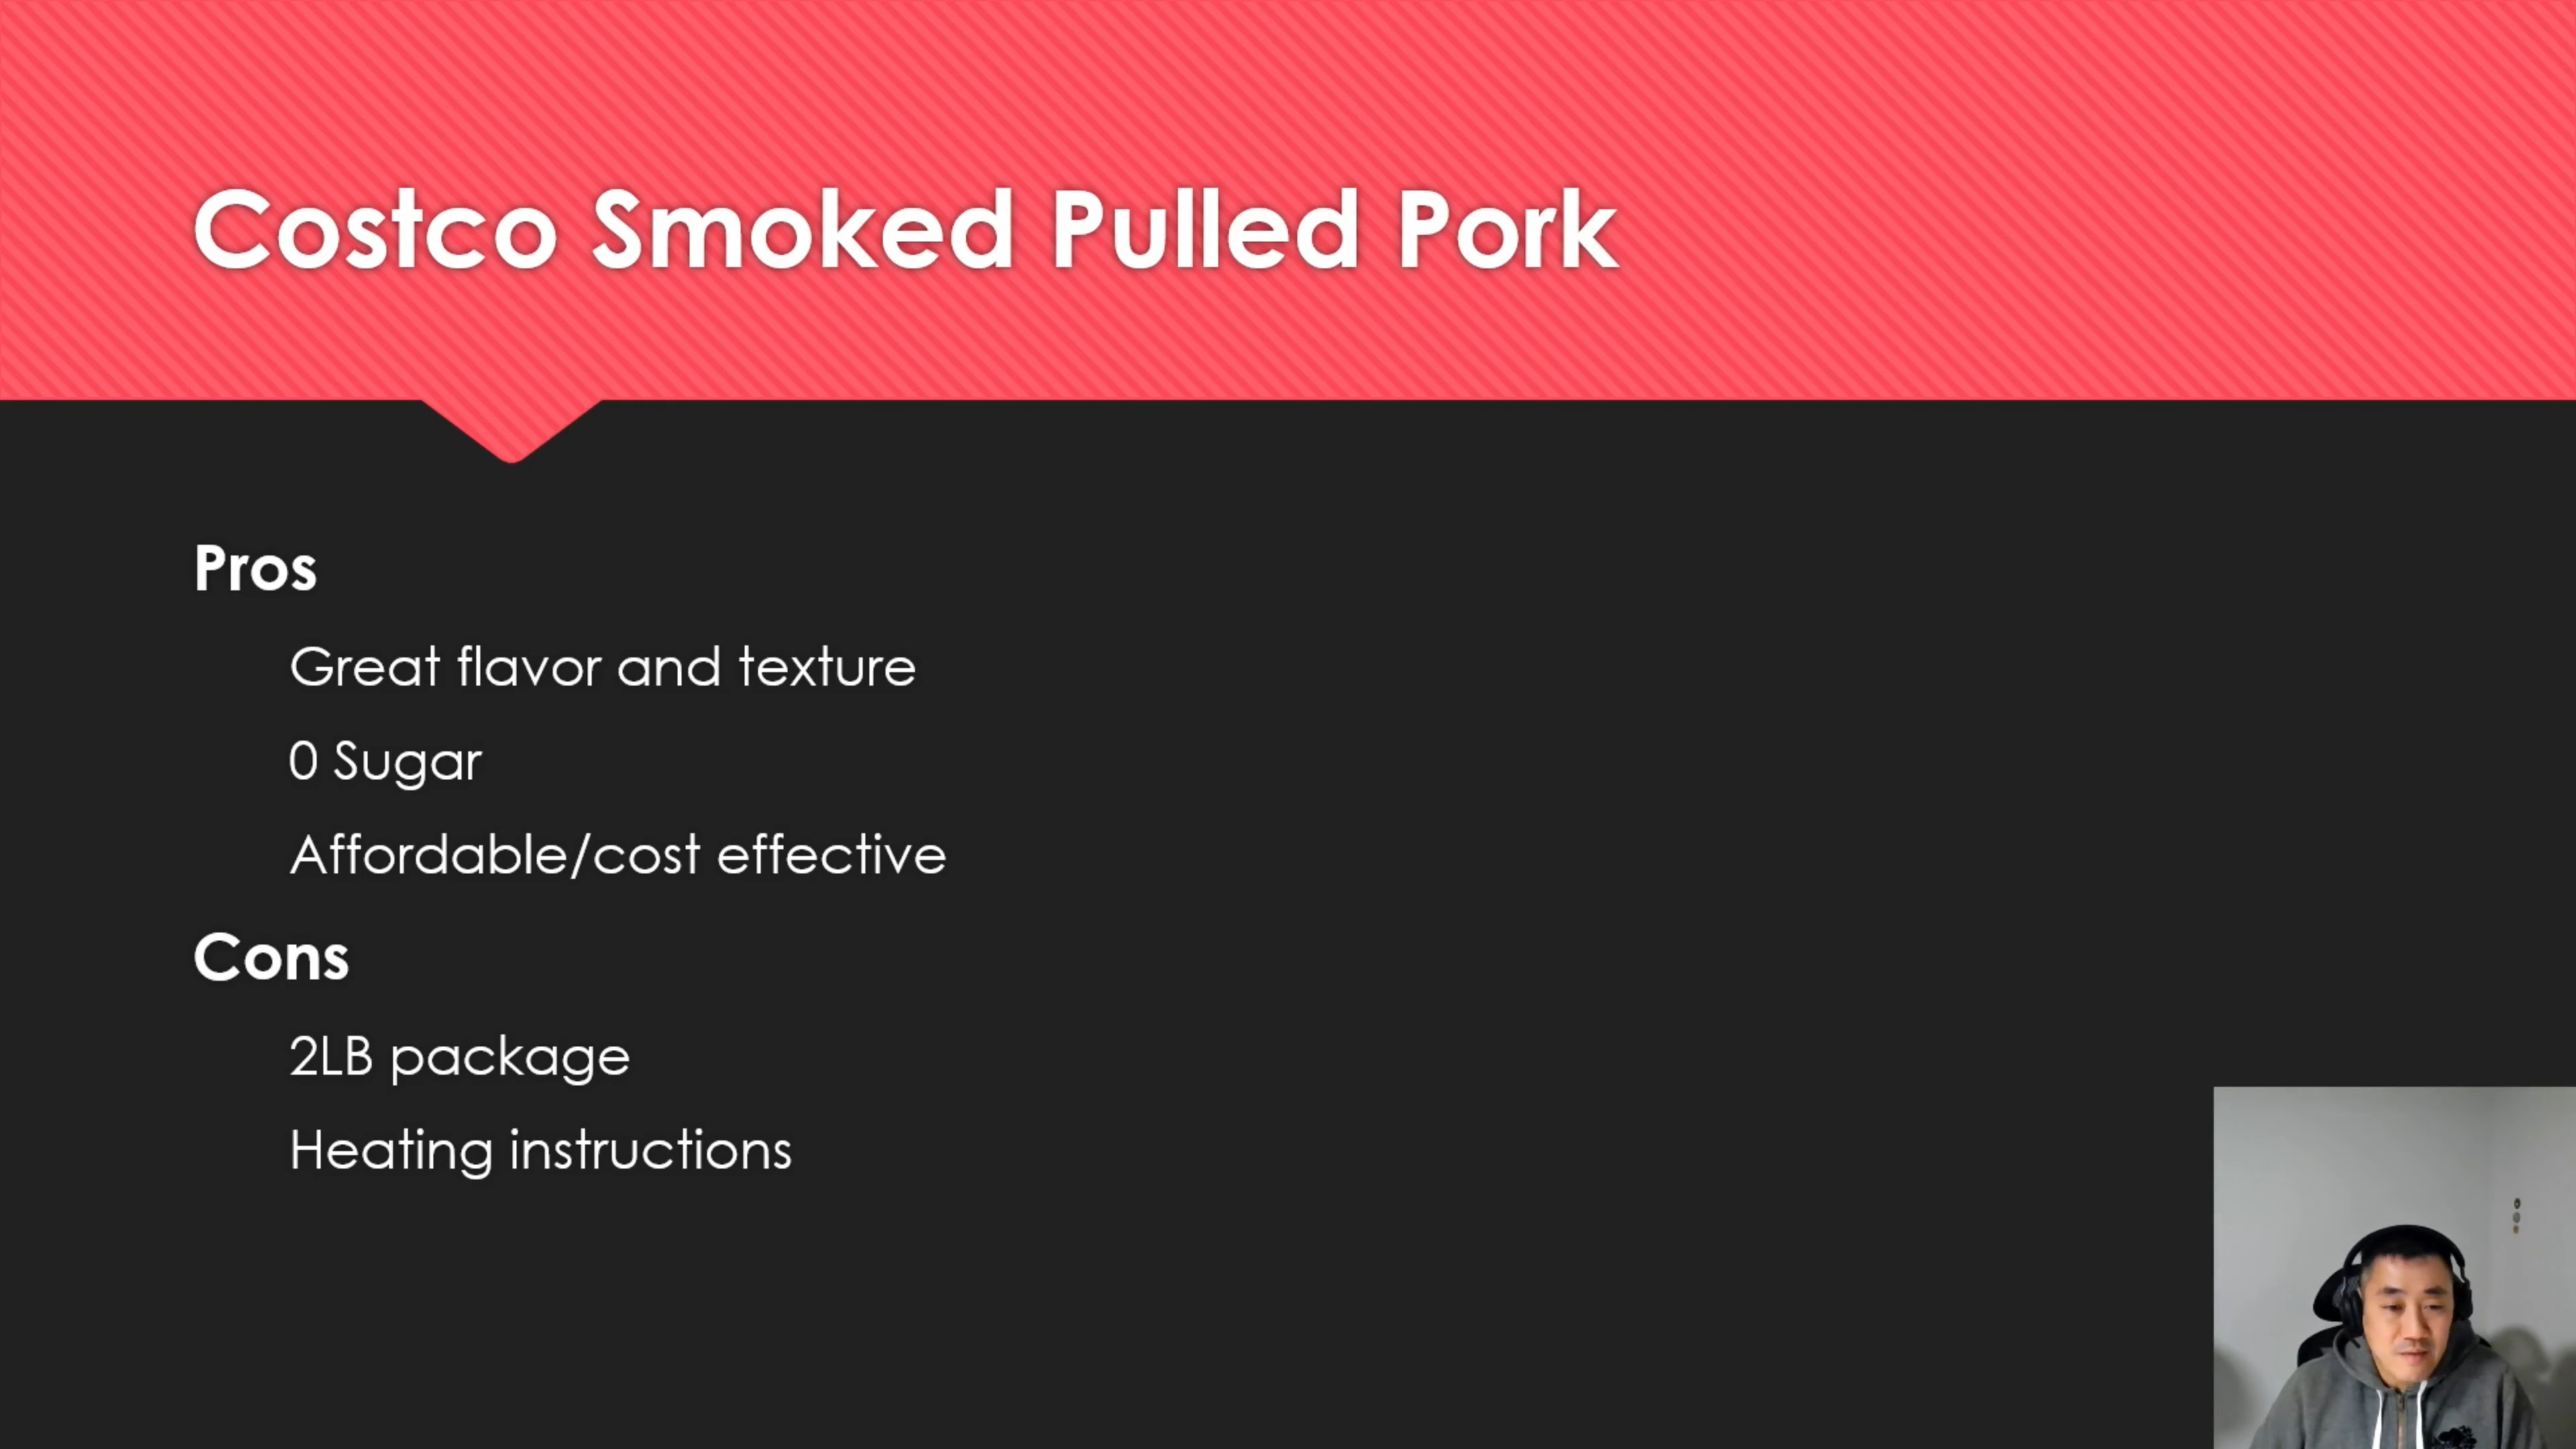 Costco Smoked Pulled Pork
Pros
Great flavor and texture
0 Sugar
Affordable/cost effective
Cons
2LB package
Heating instructions